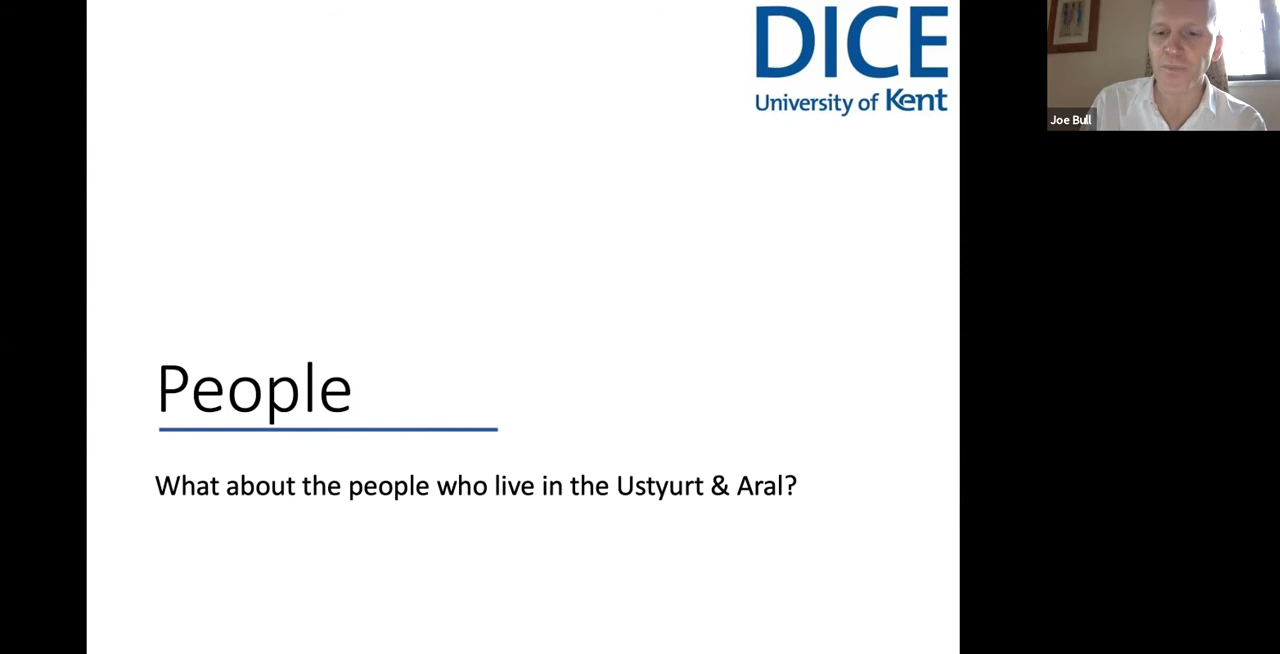 DICE
University of Kent
Joe Bull
People
What about the people who live in the Ustyurt & Aral?